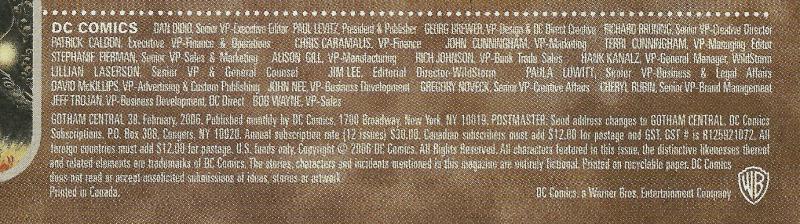 DC COMICS DAN DIDIO, Senior VP-Executive Editor PAUL LEVITZ, President & Publisher GEORG BREWER, VP-Design & DC Direct Creative RICHARD BRUNING, Senior VP-Creative Director
PATRICK CALDON, Executive VP-Finance & Operations CHRIS CARAMALIS, VP-Finance JOHN CUNNINGHAM, VP-Marketing TERRI CUNNINGHAM, VP-Managing Editor
STEPHANIE FIERMAN, Senior VP-Sales & Marketing ALISON GILL, VP-Manufacturing RICH JOHNSON, VP-Book Trade Sales HANK KANALZ, VP-General Manager, WildStorm
LILLIAN LASERSON, Senior VP & General Counsel JIM LEE, Editorial Director-WildStorm PAULA LOWITT, Senior VP-Business & Legal Affairs
DAVID McKILLIPS, VP-Advertising & Custom Publishing JOHN NEE, VP-Business Development GREGORY NOVECK, Senior VP-Creative Affairs CHERYL RUBIN, Senior VP-Brand Management
JEFF TROJAN, VP-Business Development, DC Direct BOB WAYNE, VP-Sales
GOTHAM CENTRAL 38, February, 2006. Published monthly by DC Comics, 1700 Broadway, New York, NY 10019. POSTMASTER: Send address changes to GOTHAM CENTRAL, DC Comics
Subscriptions, P.O. Box 308, Congers, NY 10920. Annual subscription rate (12 issues) $30.00. Canadian subscribers must add $12.00 for postage and GST. GST # is R125921072. All
foreign countries must add $12.00 for postage. U.S. funds only. Copyright © 2006 DC Comics. All Rights Reserved. All characters featured in this issue, the distinctive likenesses thereof
and related elements are trademarks of DC Comics. The stories, characters and incidents mentioned in this magazine are entirely fictional. Printed on recyclable paper. DC Comics
does not read or accept unsolicited submissions of ideas, stories or artwork.
Printed in Canada. DC Comics, a Warner Bros. Entertainment Company WB